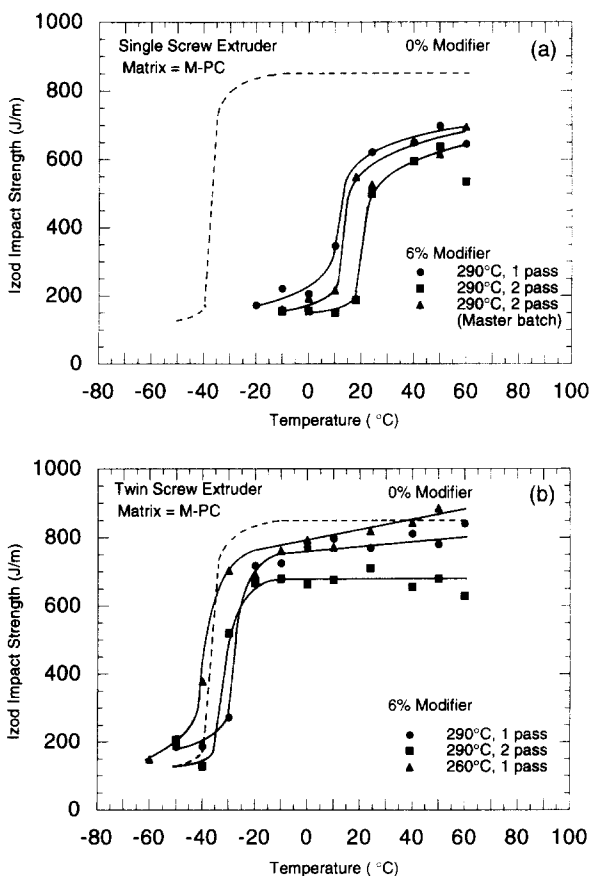 1000
Single Screw Extruder
0% Modifier
(a)
Matrix = M-PC
800
600
400
200
0
Izod Impact Strength (J/m)
6% Modifier
290°C, 1 pass
290°C, 2 pass
290°C, 2 pass
(Master batch)
-80 -60 -40 -20 0 20 40 60 80 100
Temperature ( °C)
1000
Twin Screw Extruder
0% Modifier
(b)
Matrix = M-PC
800
600
400
200
0
Izod Impact Strength (J/m)
6% Modifier
290°C, 1 pass
290°C, 2 pass
260°C, 1 pass
-80 -60 -40 -20 0 20 40 60 80 100
Temperature ( °C)